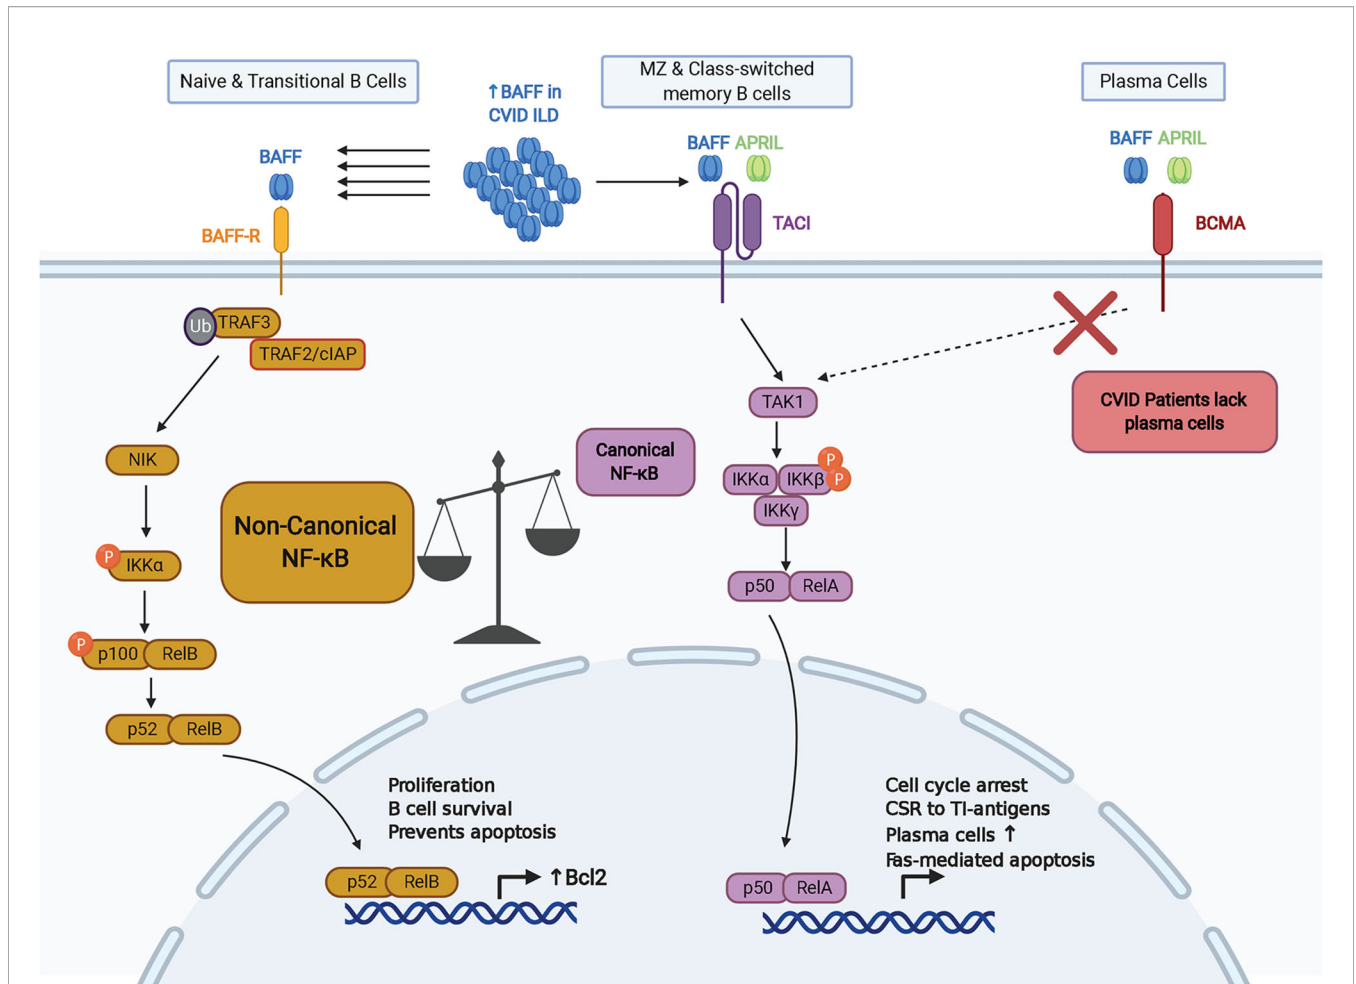 Naive & Transitional B Cells
↑BAFF in
CVID ILD
MZ & Class-switched
memory B cells
Plasma Cells
BAFF
BAFF APRIL
BAFF APRIL
BAFF-R
TACI
BCMA
Ub TRAF3
TRAF2/cIAP
NIK
P
IKKα
P
p100 RelB
p52 RelB
Non-Canonical
NF-κB
Canonical
NF-κB
TAK1
IKKα IKKβ
P
P
IKKγ
p50 RelA
CVID Patients lack
plasma cells
Proliferation
B cell survival
Prevents apoptosis
p52 RelB
↑Bcl2
Cell cycle arrest
CSR to TI-antigens
Plasma cells ↑
Fas-mediated apoptosis
p50 RelA